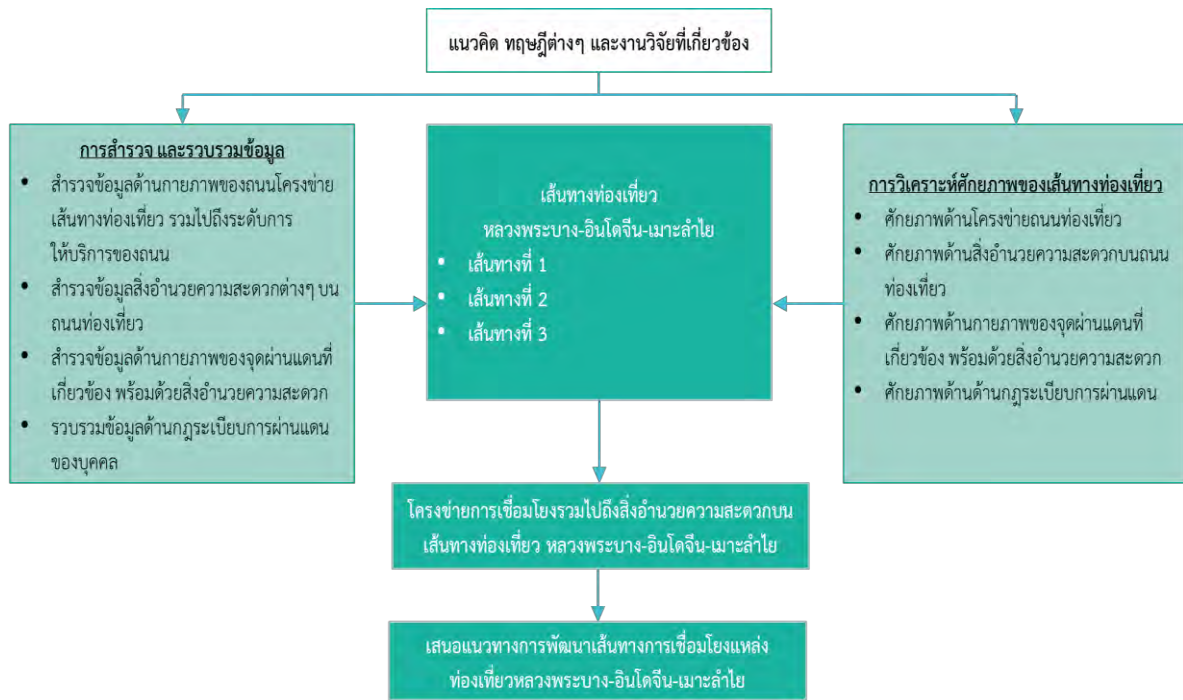 แนวคิด ทฤษฎีต่างๆ และงานวิจัยที่เกี่ยวข้อง
การสำรวจ และรวบรวมข้อมูล
• สำรวจข้อมูลด้านกายภาพของถนนโครงข่าย
เส้นทางท่องเที่ยว รวมไปถึงระดับการ
ให้บริการของถนน
• สำรวจข้อมูลสิ่งอำนวยความสะดวกต่างๆ บน
ถนนท่องเที่ยว
• สำรวจข้อมูลด้านกายภาพของจุดผ่านแดนที่
เกี่ยวข้อง พร้อมด้วยสิ่งอำนวยความสะดวก
• รวบรวมข้อมูลด้านกฎระเบียบการผ่านแดน
ของบุคคล
เส้นทางท่องเที่ยว
หลวงพระบาง-อินโดจีน-เมาะลำไย
• เส้นทางที่ 1
• เส้นทางที่ 2
• เส้นทางที่ 3
การวิเคราะห์ศักยภาพของเส้นทางท่องเที่ยว
• ศักยภาพด้านโครงข่ายถนนท่องเที่ยว
• ศักยภาพด้านสิ่งอำนวยความสะดวกบนถนน
ท่องเที่ยว
• ศักยภาพด้านกายภาพของจุดผ่านแดนที่
เกี่ยวข้อง พร้อมด้วยสิ่งอำนวยความสะดวก
• ศักยภาพด้านด้านกฎระเบียบการผ่านแดน
โครงข่ายการเชื่อมโยงรวมไปถึงสิ่งอำนวยความสะดวกบน
เส้นทางท่องเที่ยว หลวงพระบาง-อินโดจีน-เมาะลำไย
เสนอแนวทางการพัฒนาเส้นทางการเชื่อมโยงแหล่ง
ท่องเที่ยวหลวงพระบาง-อินโดจีน-เมาะลำไย